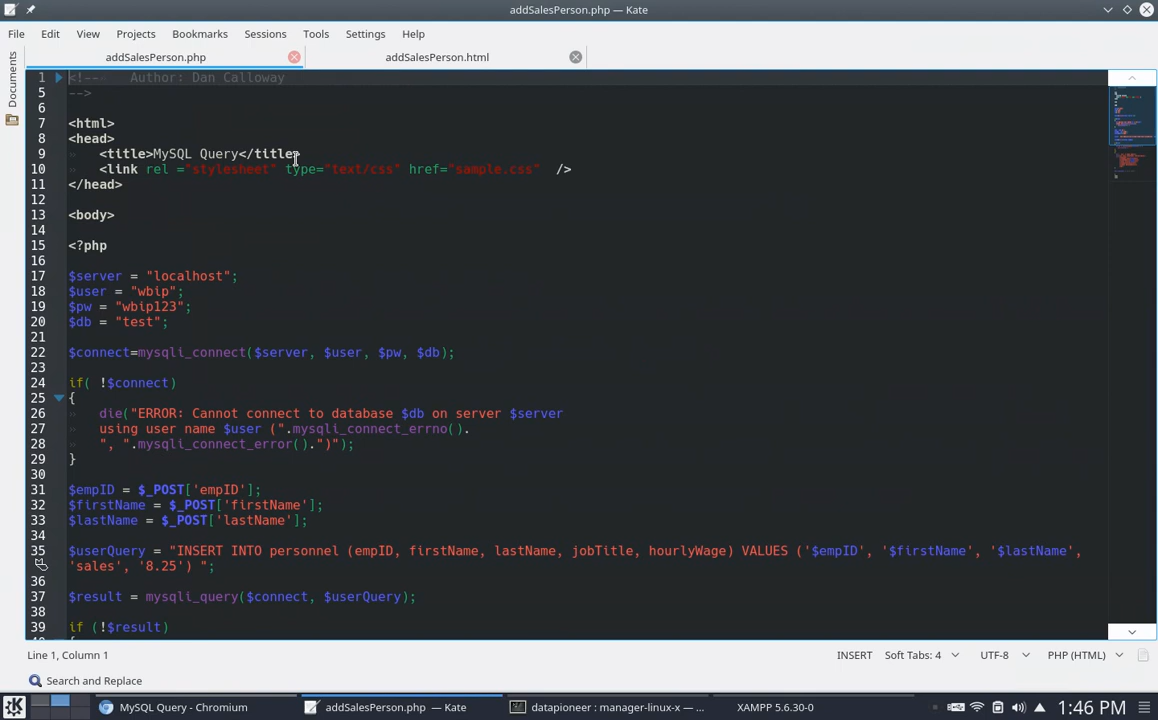 addSalesPerson.php — Kate
File Edit View Projects Bookmarks Sessions Tools Settings Help
Documents
addSalesPerson.php addSalesPerson.html
1 <!-- Author: Dan Calloway
5 -->
6
7 <html>
8 <head>
9 <title>MySQL Query</title>
10 <link rel ="stylesheet" type="text/css" href="sample.css" />
11 </head>
12
13 <body>
14
15 <?php
16
17 $server = "localhost";
18 $user = "wbip";
19 $pw = "wbip123";
20 $db = "test";
21
22 $connect=mysqli_connect($server, $user, $pw, $db);
23
24 if( !$connect)
25 {
26 die("ERROR: Cannot connect to database $db on server $server
27 using user name $user (".mysqli_connect_errno().
28 ", ".mysqli_connect_error().")");
29 }
30
31 $empID = $_POST['empID'];
32 $firstName = $_POST['firstName'];
33 $lastName = $_POST['lastName'];
34
35 $userQuery = "INSERT INTO personnel (empID, firstName, lastName, jobTitle, hourlyWage) VALUES ('$empID', '$firstName', '$lastName',
'sales', '8.25') ";
36
37 $result = mysqli_query($connect, $userQuery);
38
39 if (!$result)
Line 1, Column 1 INSERT Soft Tabs: 4 UTF-8 PHP (HTML)
Search and Replace
MySQL Query - Chromium addSalesPerson.php — Kate datapioneer : manager-linux-x — ... XAMPP 5.6.30-0 1:46 PM